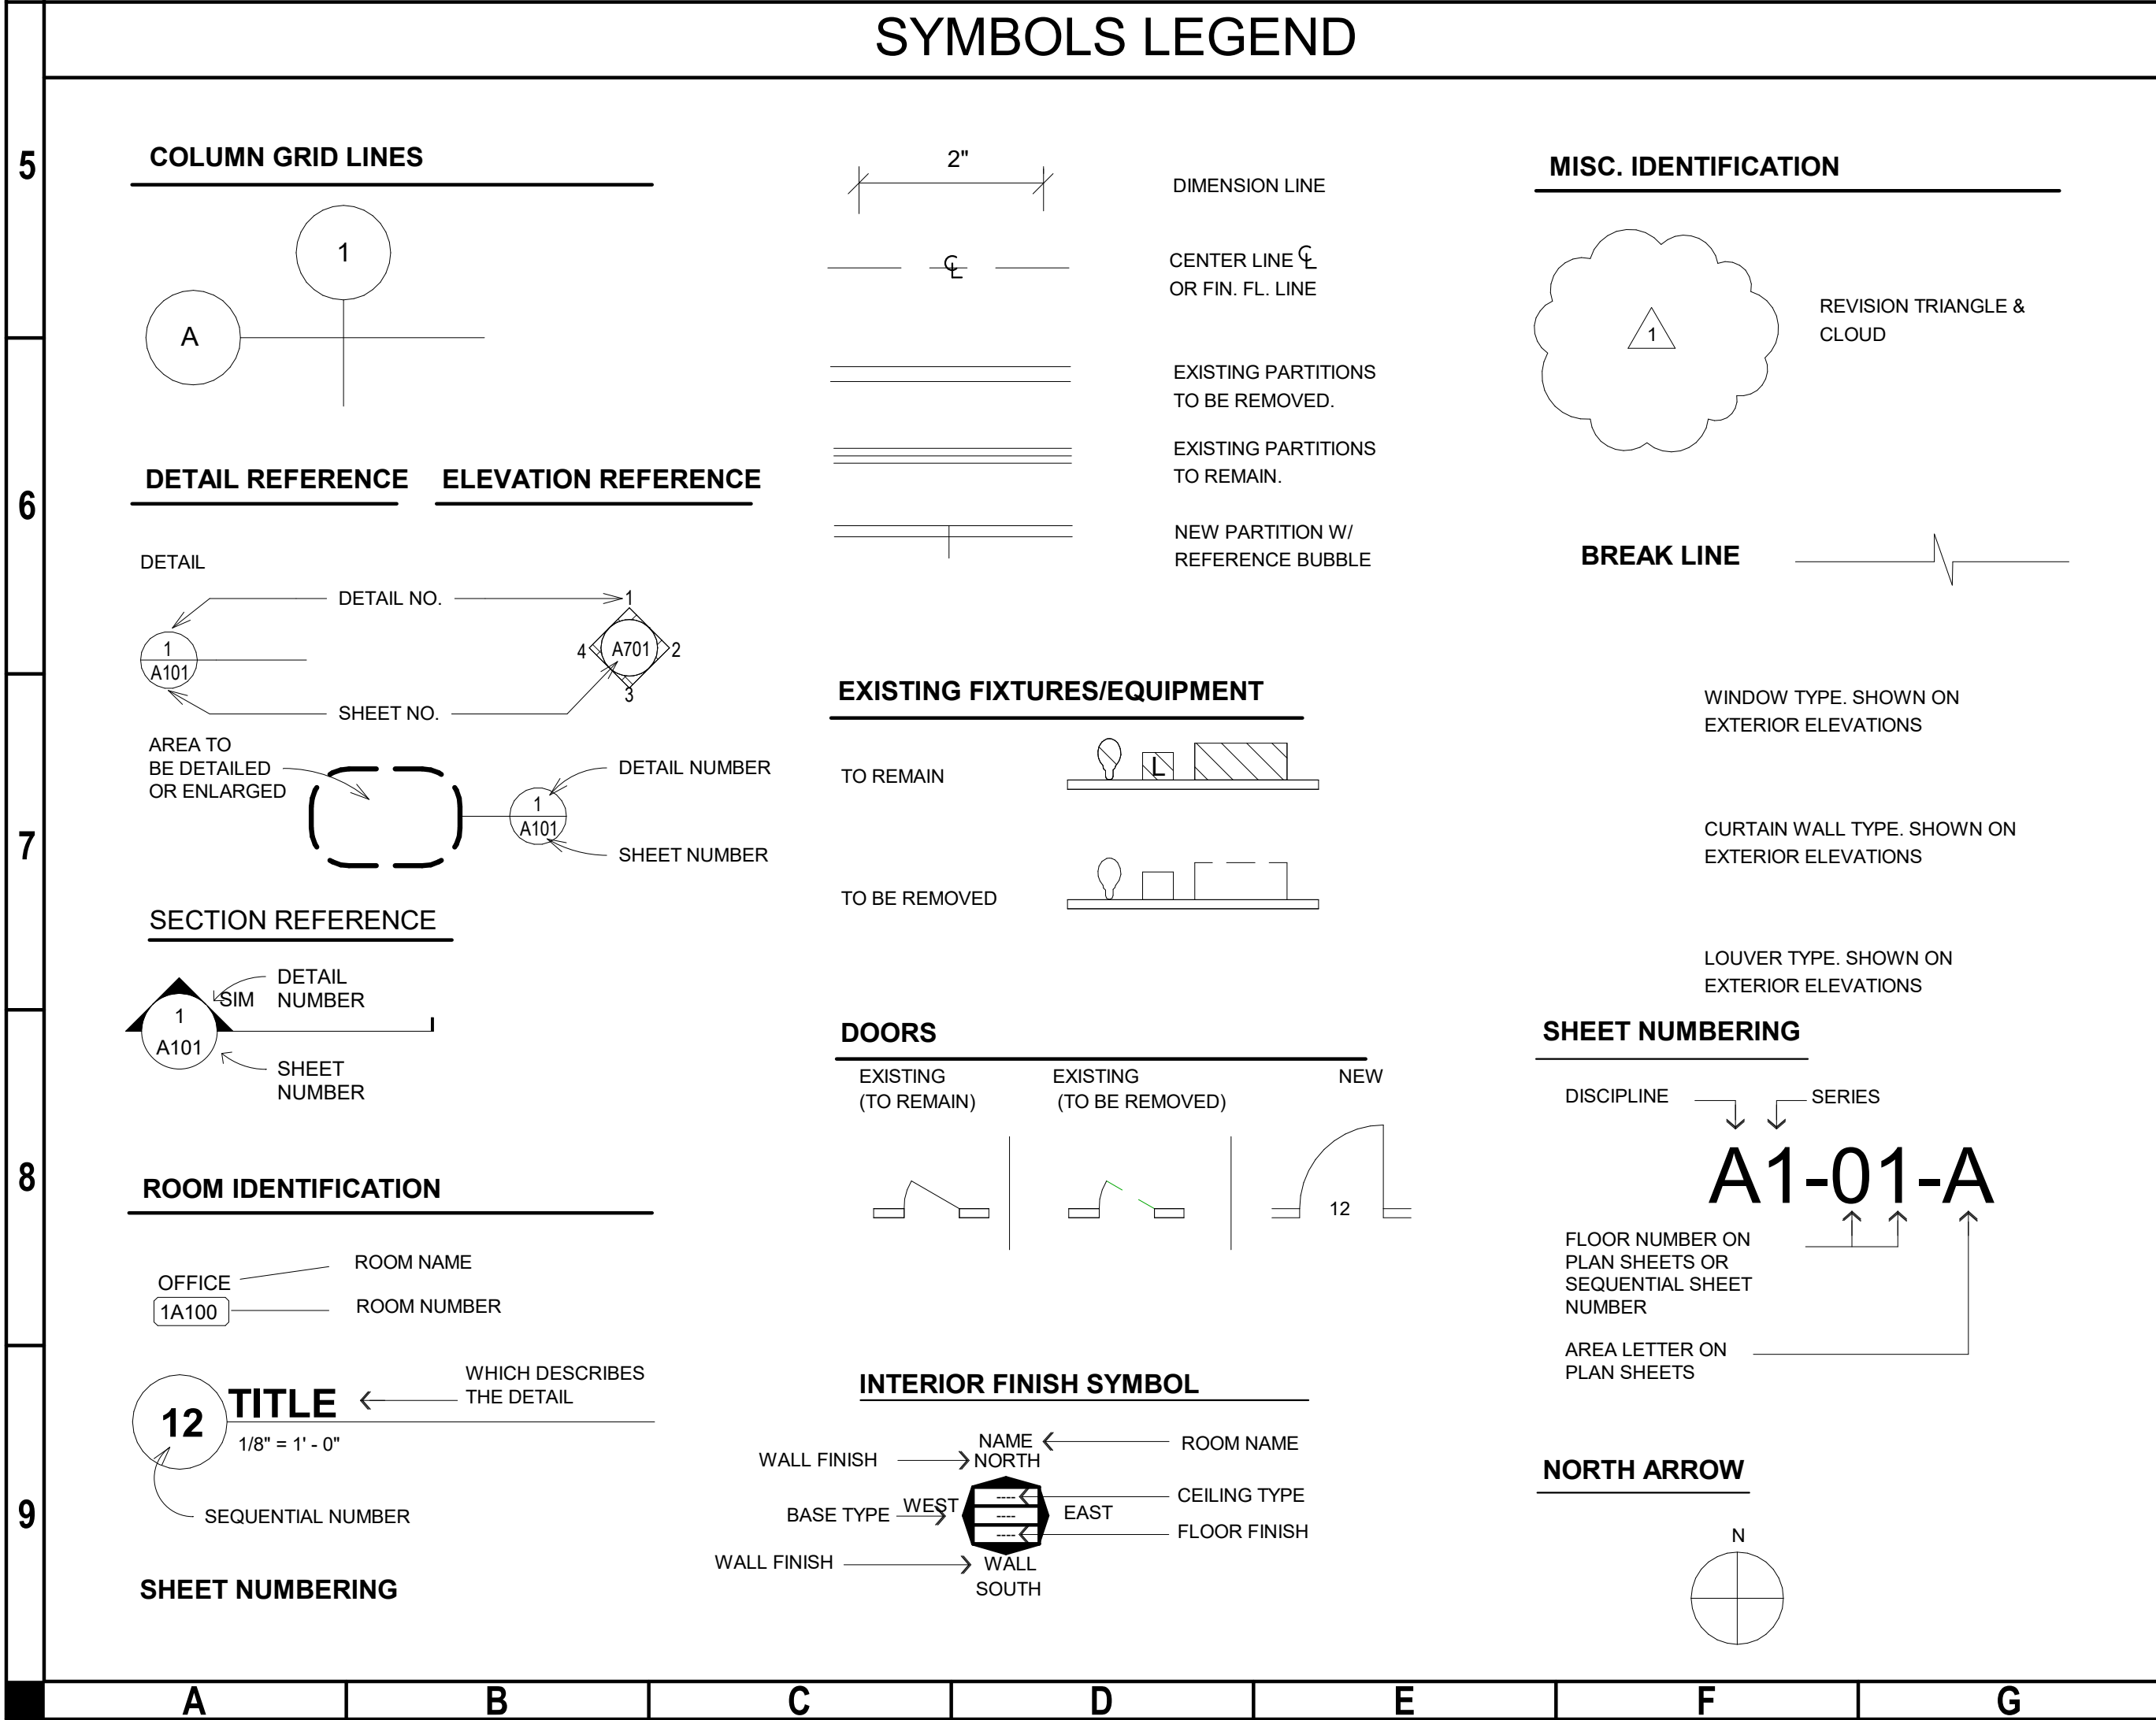 SYMBOLS LEGEND
5
6
7
8
9
COLUMN GRID LINES
1
A
DETAIL REFERENCE
ELEVATION REFERENCE
DETAIL
DETAIL NO.
1
A101
1
4
A701
2
3
SHEET NO.
AREA TO
BE DETAILED
OR ENLARGED
DETAIL NUMBER
1
A101
SHEET NUMBER
SECTION REFERENCE
DETAIL
NUMBER
SIM
1
A101
SHEET
NUMBER
ROOM IDENTIFICATION
ROOM NAME
OFFICE
1A100
ROOM NUMBER
WHICH DESCRIBES
THE DETAIL
12
TITLE
1/8" = 1' - 0"
SEQUENTIAL NUMBER
SHEET NUMBERING
2"
DIMENSION LINE
℄
CENTER LINE ℄
OR FIN. FL. LINE
EXISTING PARTITIONS
TO BE REMOVED.
EXISTING PARTITIONS
TO REMAIN.
NEW PARTITION W/
REFERENCE BUBBLE
EXISTING FIXTURES/EQUIPMENT
TO REMAIN
L
TO BE REMOVED
DOORS
EXISTING
(TO REMAIN)
EXISTING
(TO BE REMOVED)
NEW
12
INTERIOR FINISH SYMBOL
NAME
ROOM NAME
WALL FINISH
NORTH
CEILING TYPE
----
BASE TYPE
WEST
----
EAST
----
FLOOR FINISH
WALL FINISH
WALL
SOUTH
MISC. IDENTIFICATION
1
REVISION TRIANGLE &
CLOUD
BREAK LINE
WINDOW TYPE. SHOWN ON
EXTERIOR ELEVATIONS
CURTAIN WALL TYPE. SHOWN ON
EXTERIOR ELEVATIONS
LOUVER TYPE. SHOWN ON
EXTERIOR ELEVATIONS
SHEET NUMBERING
DISCIPLINE
SERIES
A1-01-A
FLOOR NUMBER ON
PLAN SHEETS OR
SEQUENTIAL SHEET
NUMBER
AREA LETTER ON
PLAN SHEETS
NORTH ARROW
N
A
B
C
D
E
F
G